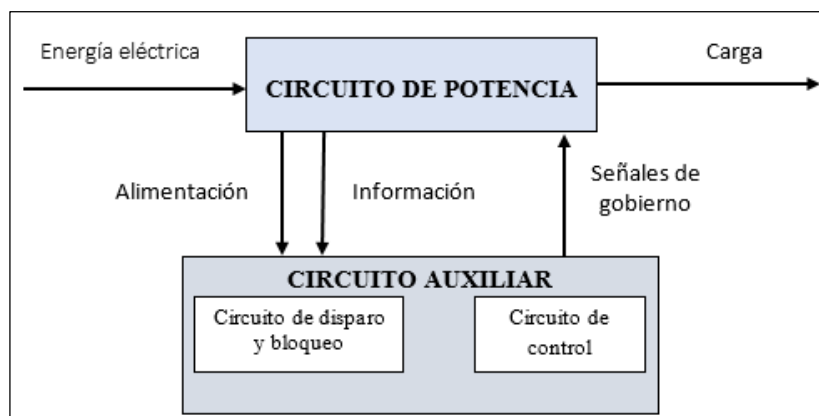 Energía eléctrica
CIRCUITO DE POTENCIA
Carga
Alimentación
Información
Señales de
gobierno
CIRCUITO AUXILIAR
Circuito de disparo
y bloqueo
Circuito de
control